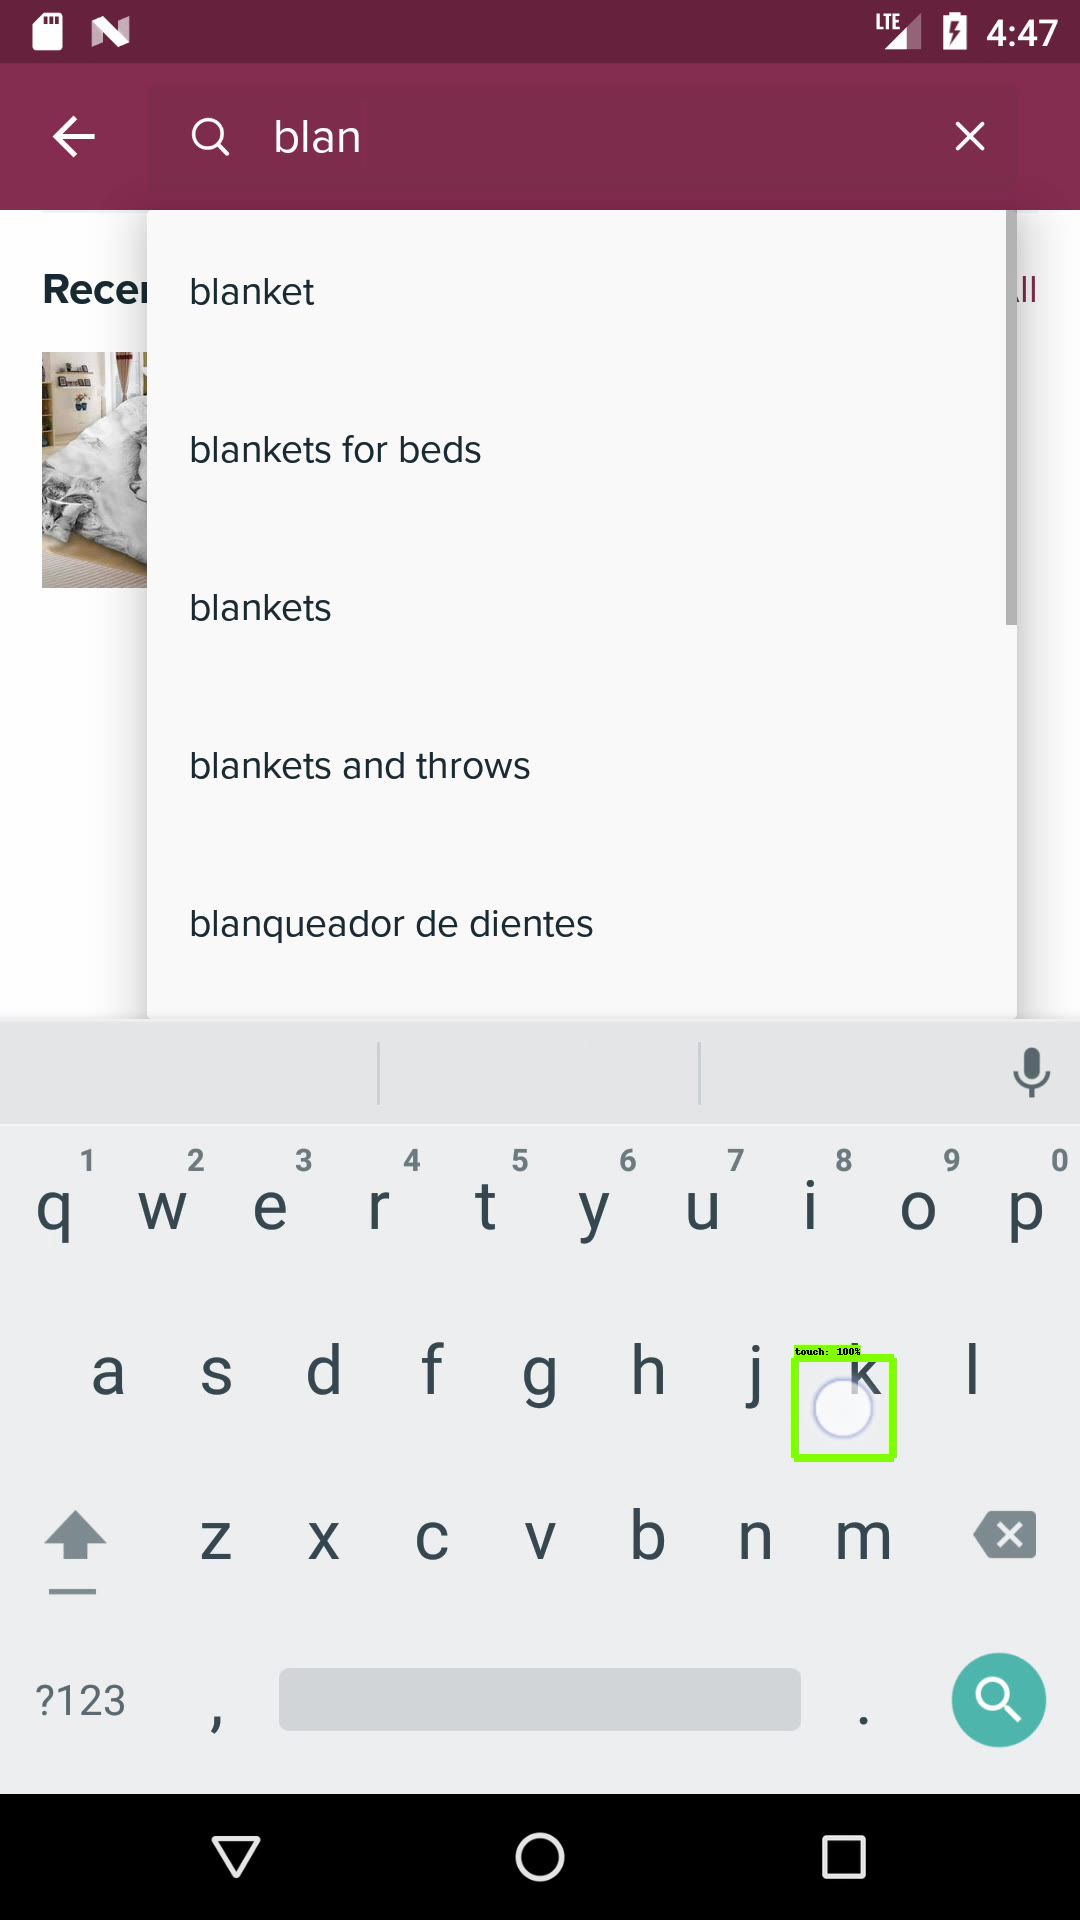 LTE 4:47
blan
Recen
ll
blanket
blankets for beds
blankets
blankets and throws
blanqueador de dientes
1 2 3 4 5 6 7 8 9 0
q w e r t y u i o p
touch: 100%
a s d f g h j k l
z x c v b n m
?123 , .